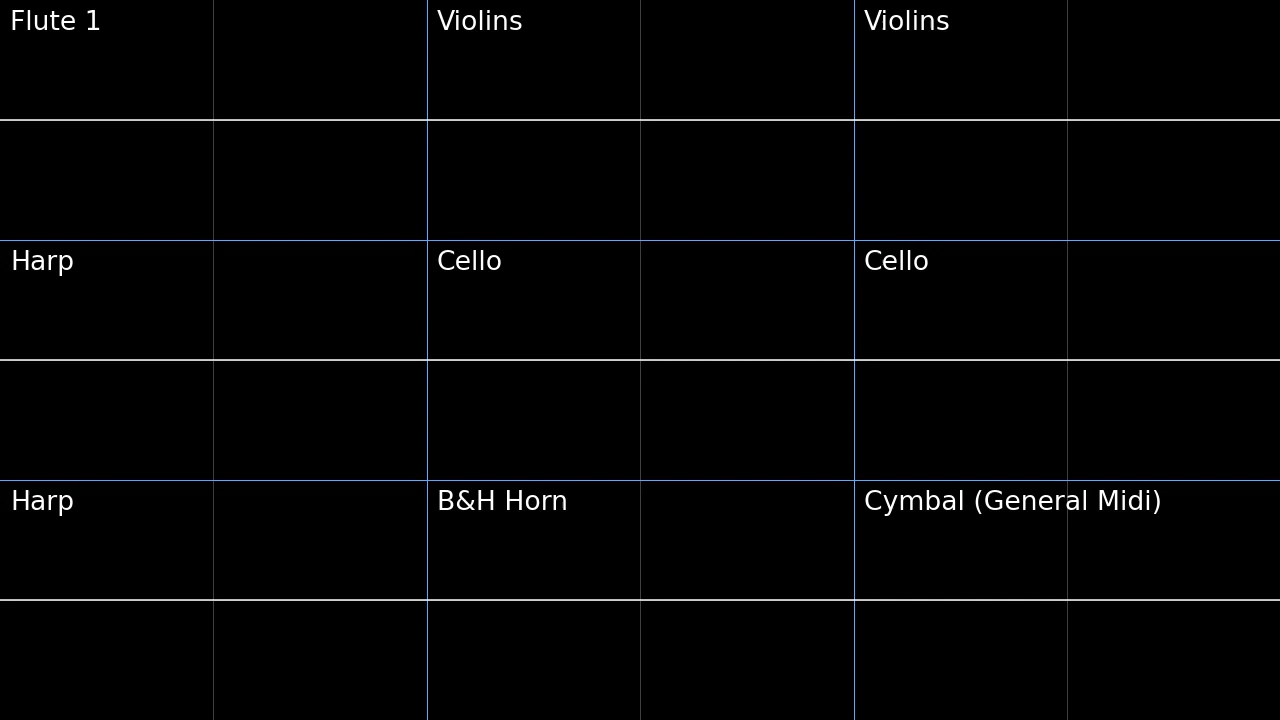 Flute 1
Violins
Violins
Harp
Cello
Cello
Harp
B&H Horn
Cymbal (General Midi)